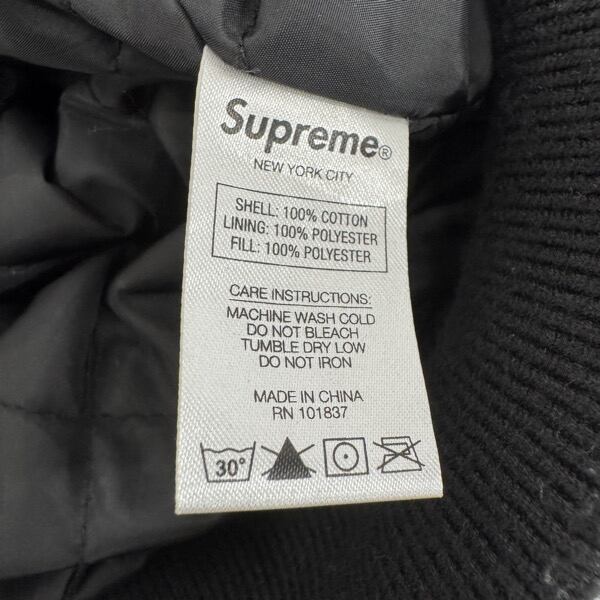 Supreme®
NEW YORK CITY
SHELL: 100% COTTON
LINING: 100% POLYESTER
FILL: 100% POLYESTER
CARE INSTRUCTIONS:
MACHINE WASH COLD
DO NOT BLEACH
TUMBLE DRY LOW
DO NOT IRON
MADE IN CHINA
RN 101837
30°